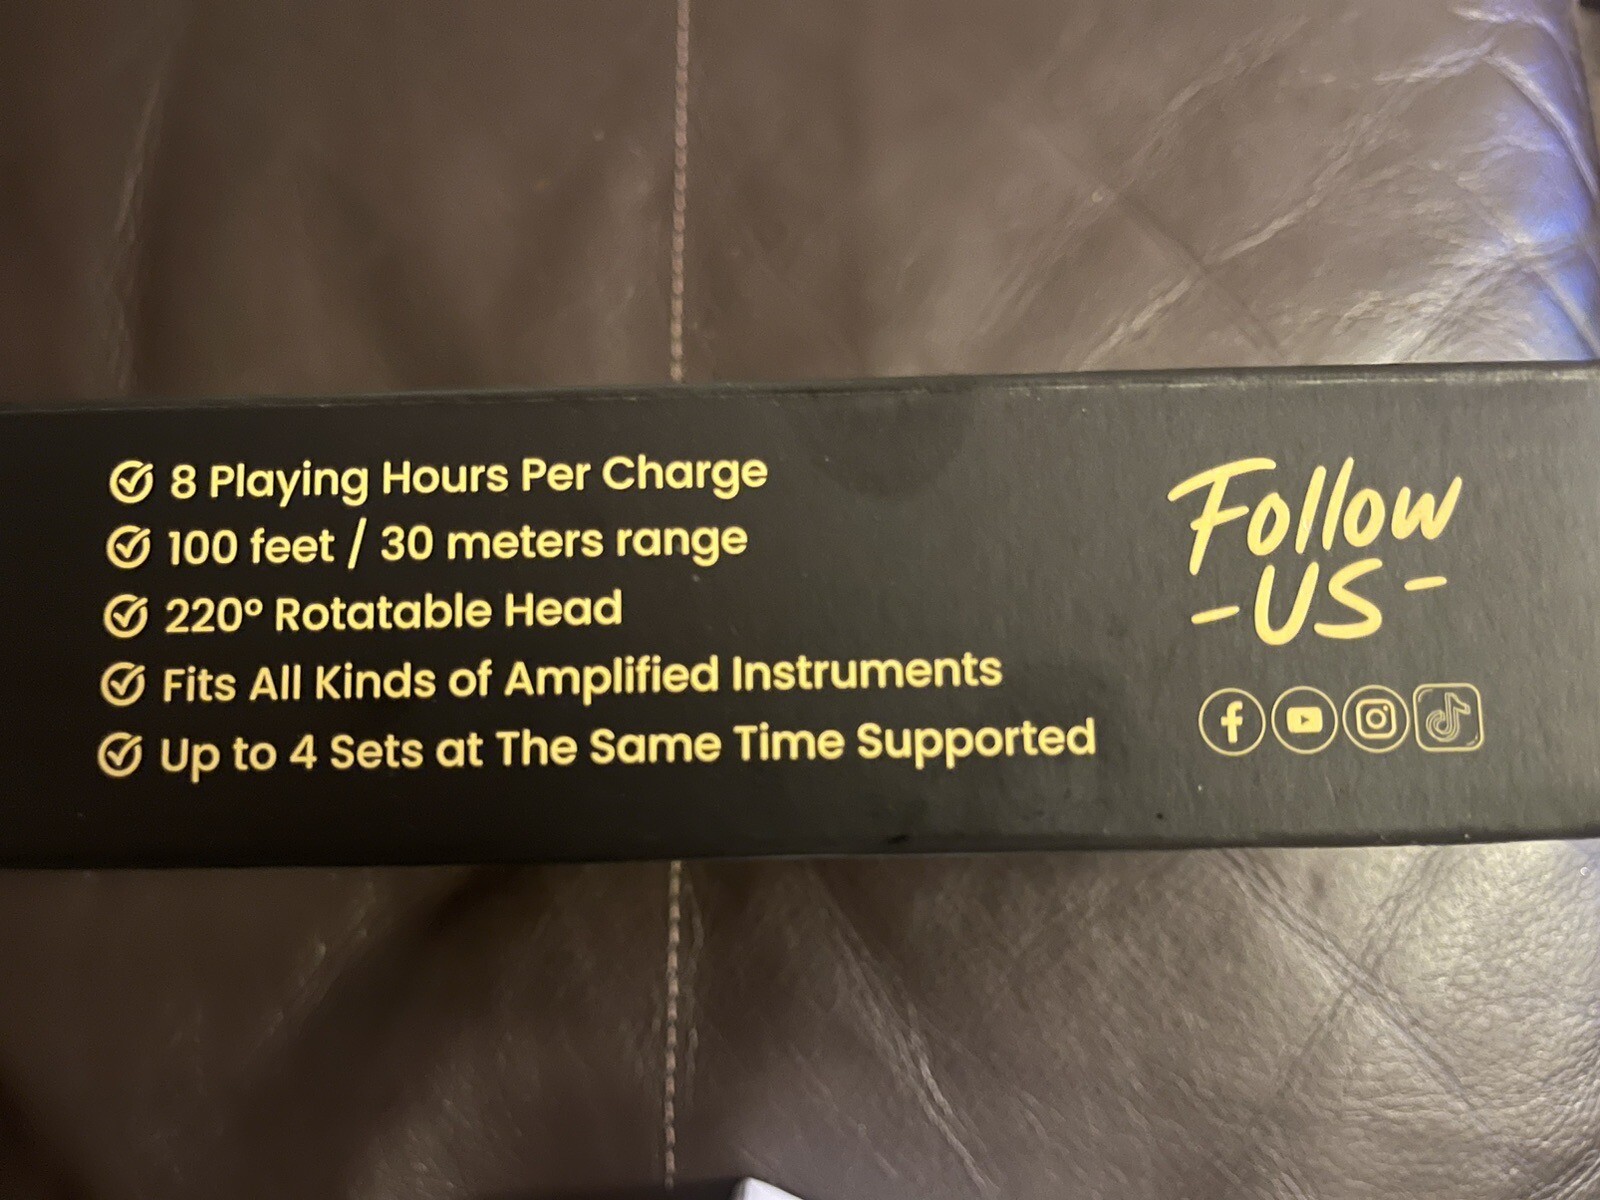 8 Playing Hours Per Charge
100 feet / 30 meters range
220° Rotatable Head
Fits All Kinds of Amplified Instruments
Up to 4 Sets at The Same Time Supported
Follow
-US-